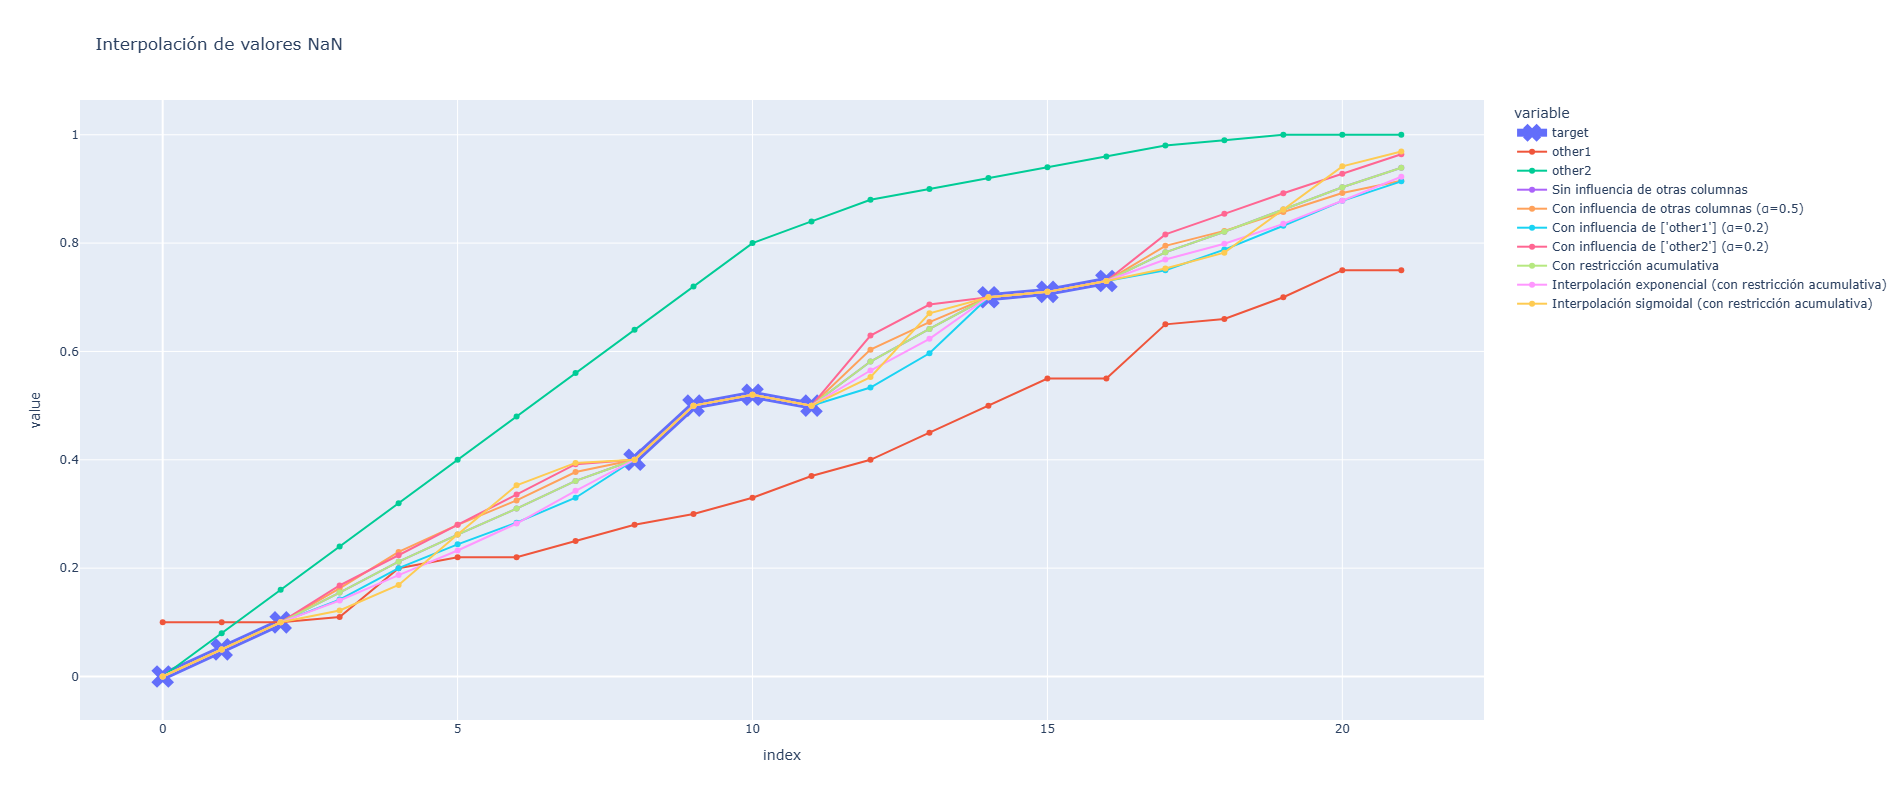 Interpolación de valores NaN
variable
target
other1
other2
Sin influencia de otras columnas
Con influencia de otras columnas (α=0.5)
Con influencia de ['other1'] (α=0.2)
Con influencia de ['other2'] (α=0.2)
Con restricción acumulativa
Interpolación exponencial (con restricción acumulativa)
Interpolación sigmoidal (con restricción acumulativa)
value
1
0.8
0.6
0.4
0.2
0
0 5 10 15 20
index